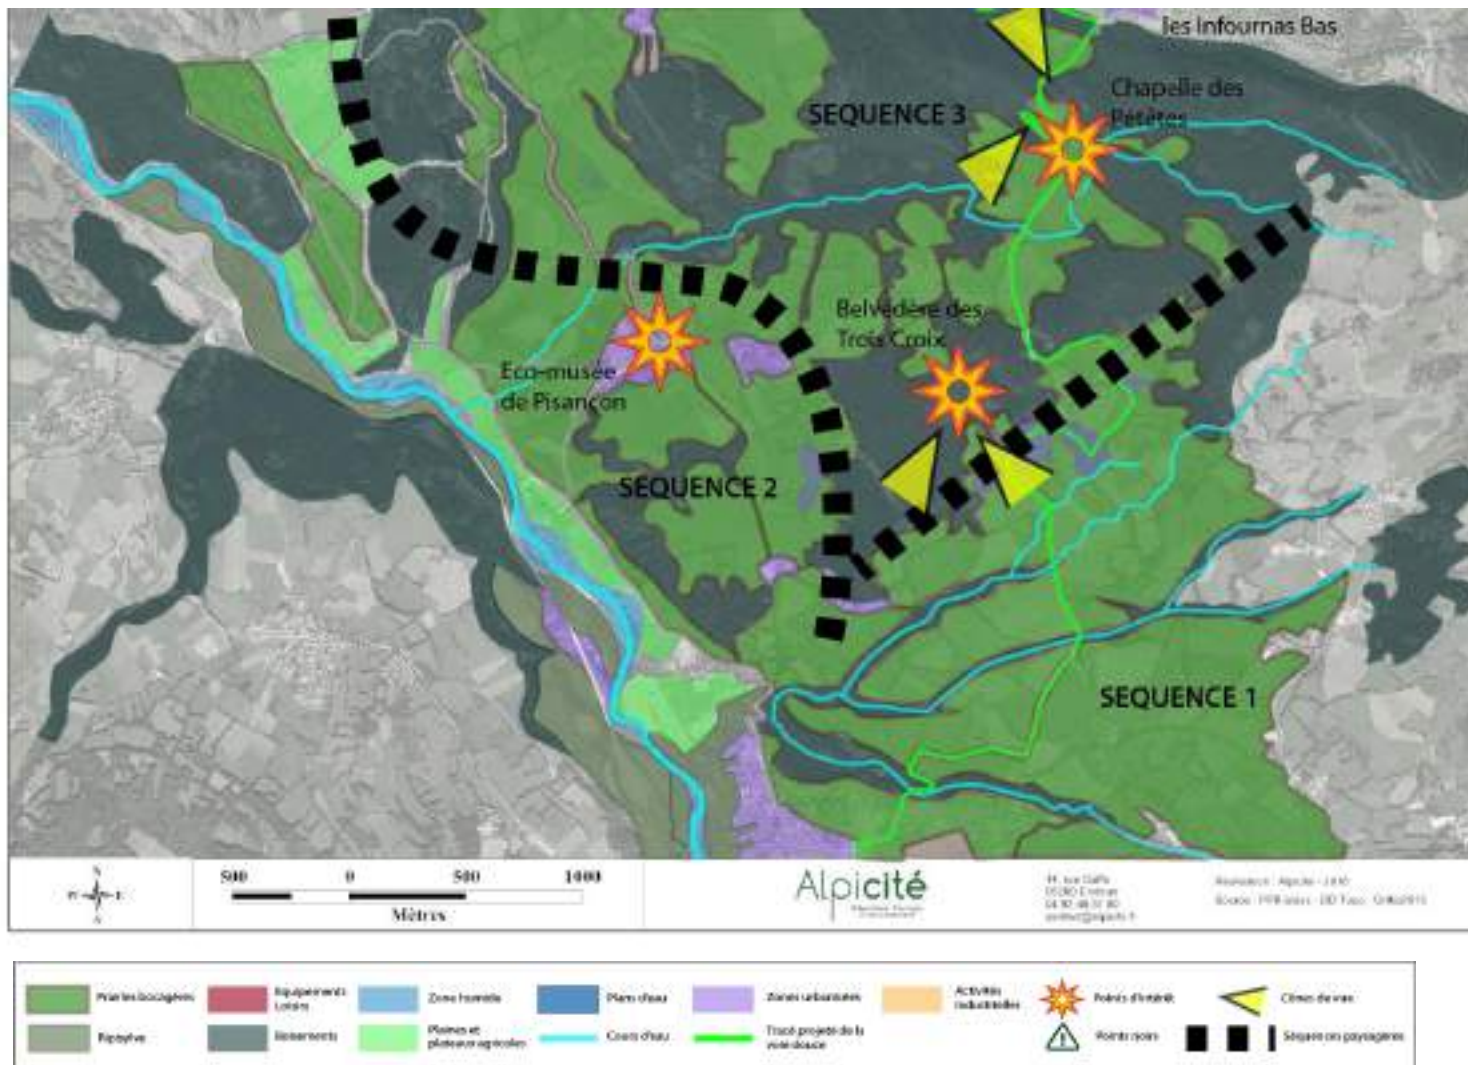 les Infournas Bas
Chapelle des
Pétètes
SEQUENCE 3
Belvédère des
Trois Croix
Eco-musée
de Pisançon
SEQUENCE 2
SEQUENCE 1
N
E
S
500 0 500 1000
Mètres
Alpicité
Prairies bocagères
Equipements
Loisirs
Zone humide
Plans d'eau
Zones urbanisées
Activités
industrielles
Points d'intérêt
Cônes de vue
Ripisylve
Boisements
Plaines et
plateaux agricoles
Cours d'eau
Tracé projeté de la
voie douce
Points noirs
Séquences paysagères